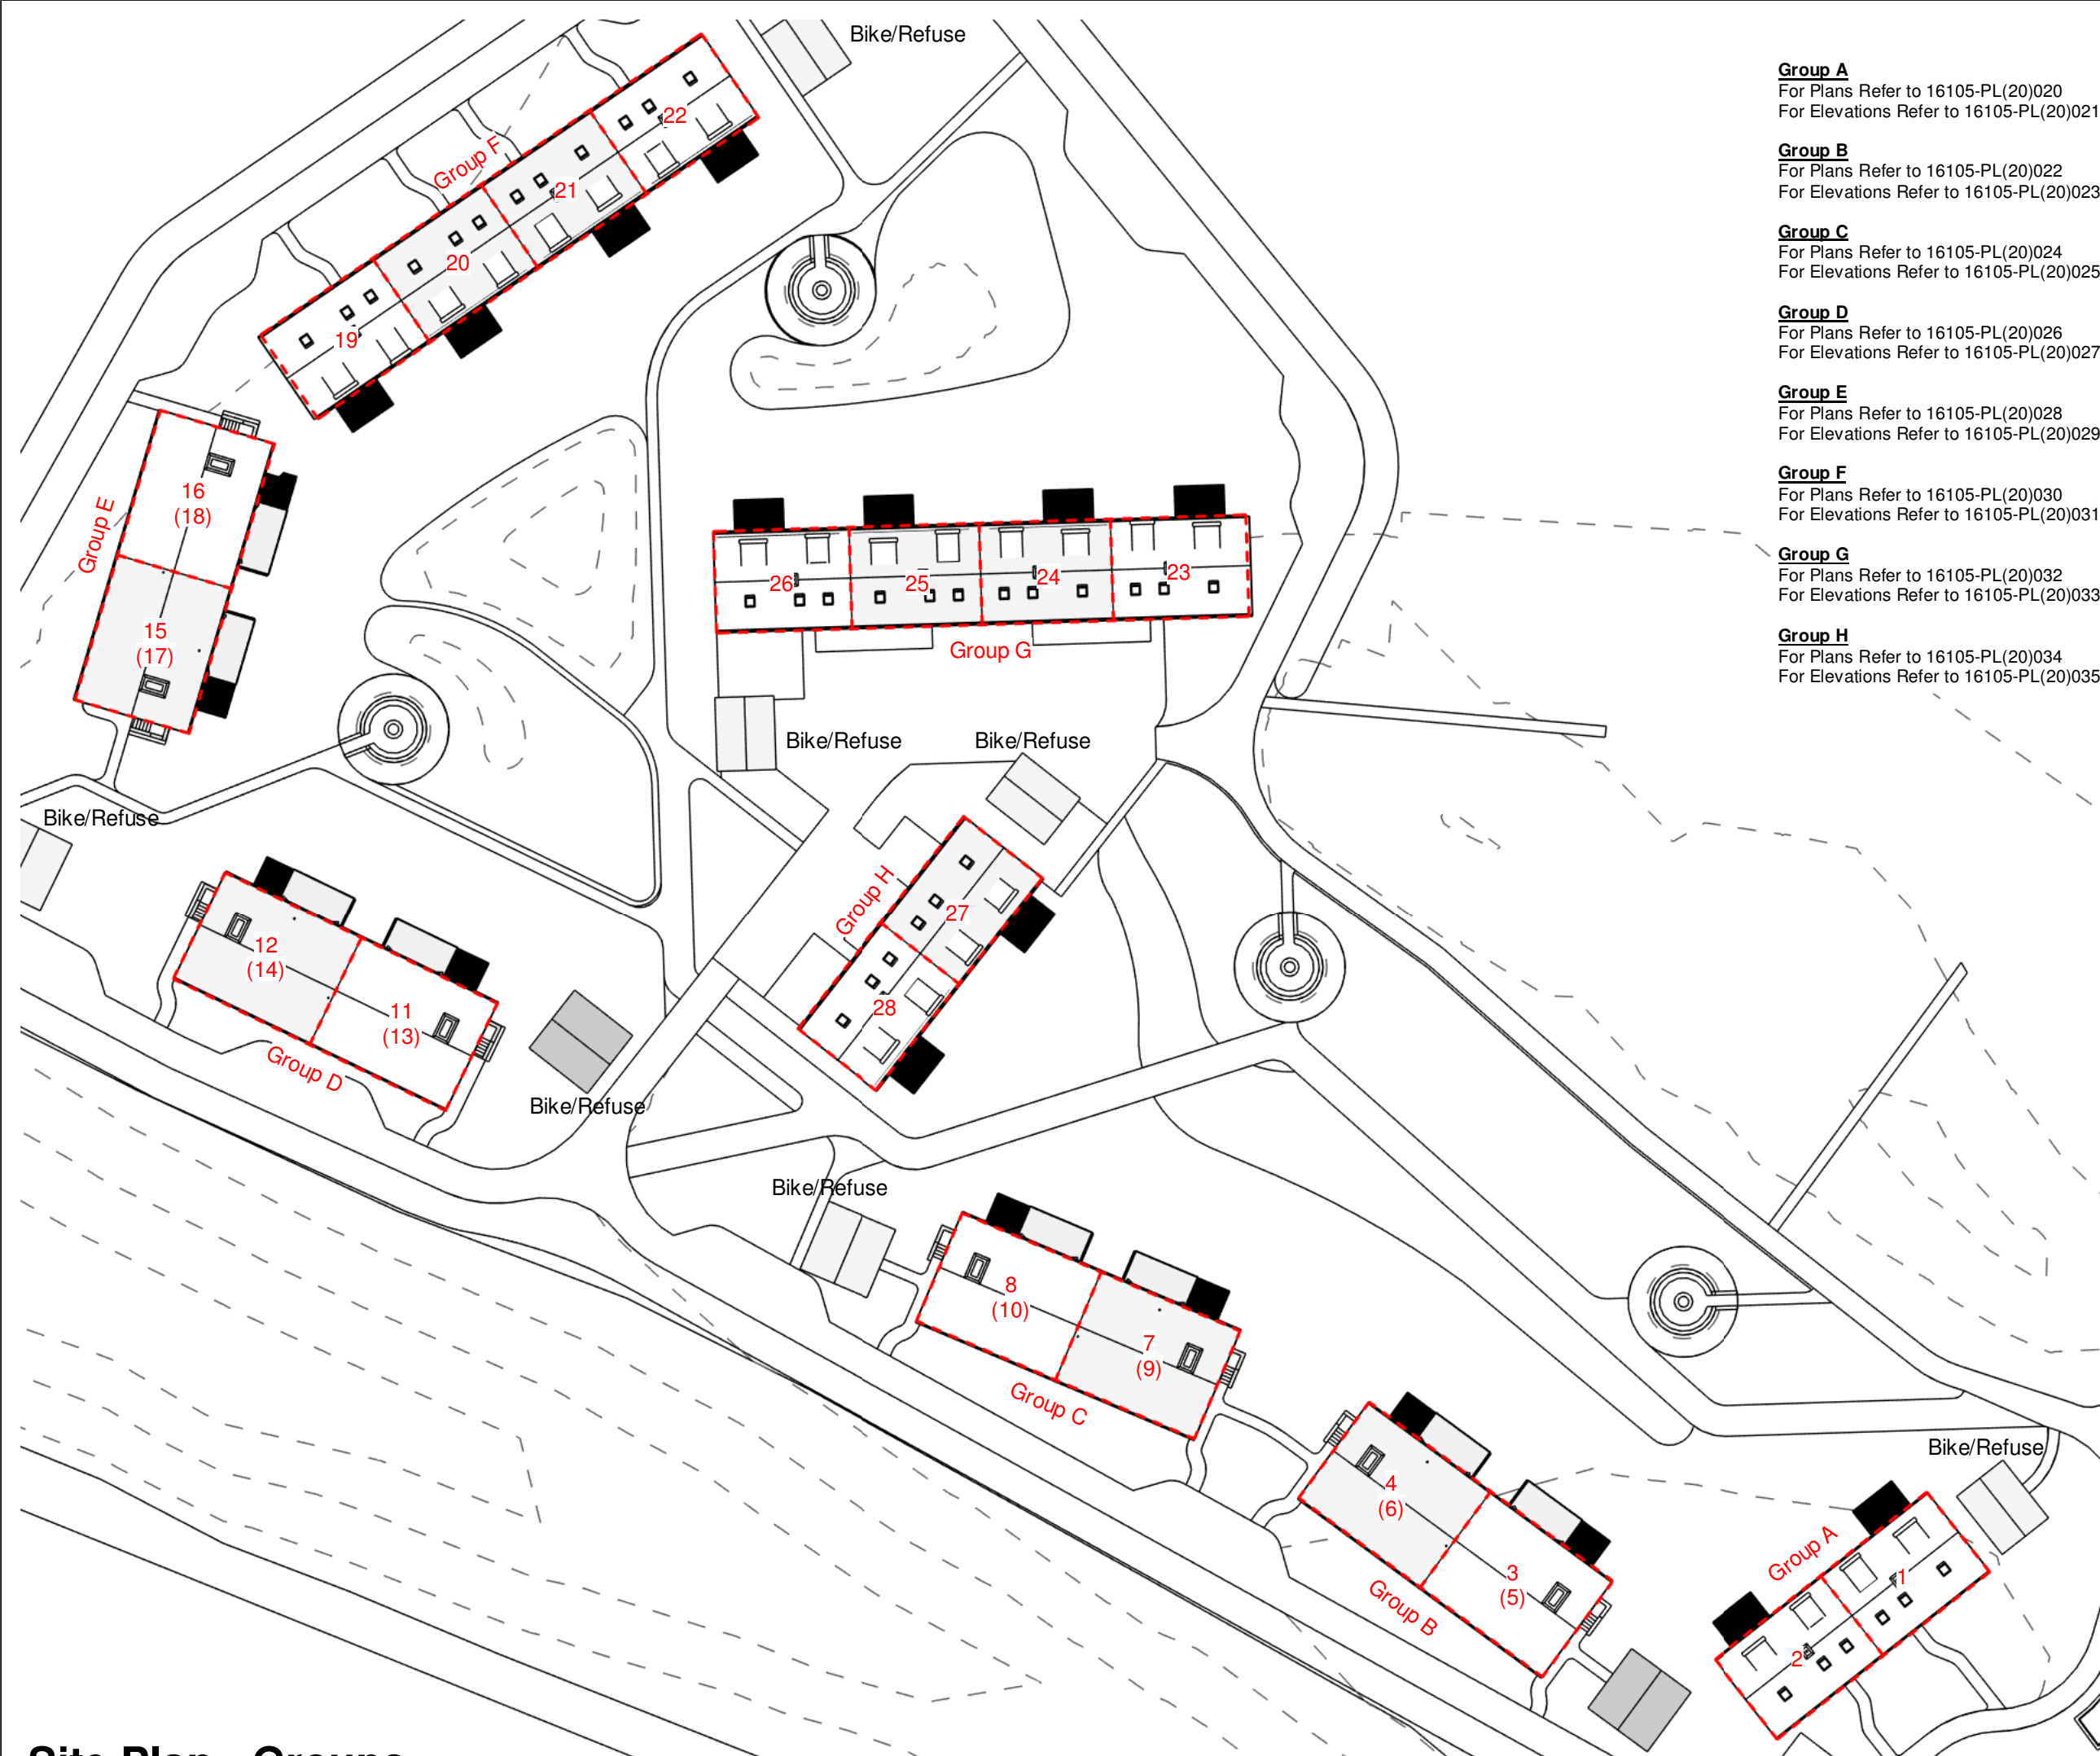 Bike/Refuse
Group A
For Plans Refer to 16105-PL(20)020
For Elevations Refer to 16105-PL(20)021
Group B
For Plans Refer to 16105-PL(20)022
For Elevations Refer to 16105-PL(20)023
Group C
For Plans Refer to 16105-PL(20)024
For Elevations Refer to 16105-PL(20)025
Group D
For Plans Refer to 16105-PL(20)026
For Elevations Refer to 16105-PL(20)027
Group E
For Plans Refer to 16105-PL(20)028
For Elevations Refer to 16105-PL(20)029
Group F
For Plans Refer to 16105-PL(20)030
For Elevations Refer to 16105-PL(20)031
Group G
For Plans Refer to 16105-PL(20)032
For Elevations Refer to 16105-PL(20)033
Group H
For Plans Refer to 16105-PL(20)034
For Elevations Refer to 16105-PL(20)035
Group F
22
21
20
19
Group E
16
(18)
15
(17)
26
25
24
23
Group G
Bike/Refuse
Bike/Refuse
Bike/Refuse
Group H
27
28
12
(14)
11
(13)
Group D
Bike/Refuse
Bike/Refuse
8
(10)
7
(9)
Group C
4
(6)
3
(5)
Group B
Bike/Refuse
Group A
1
2
Site Plan - Groups